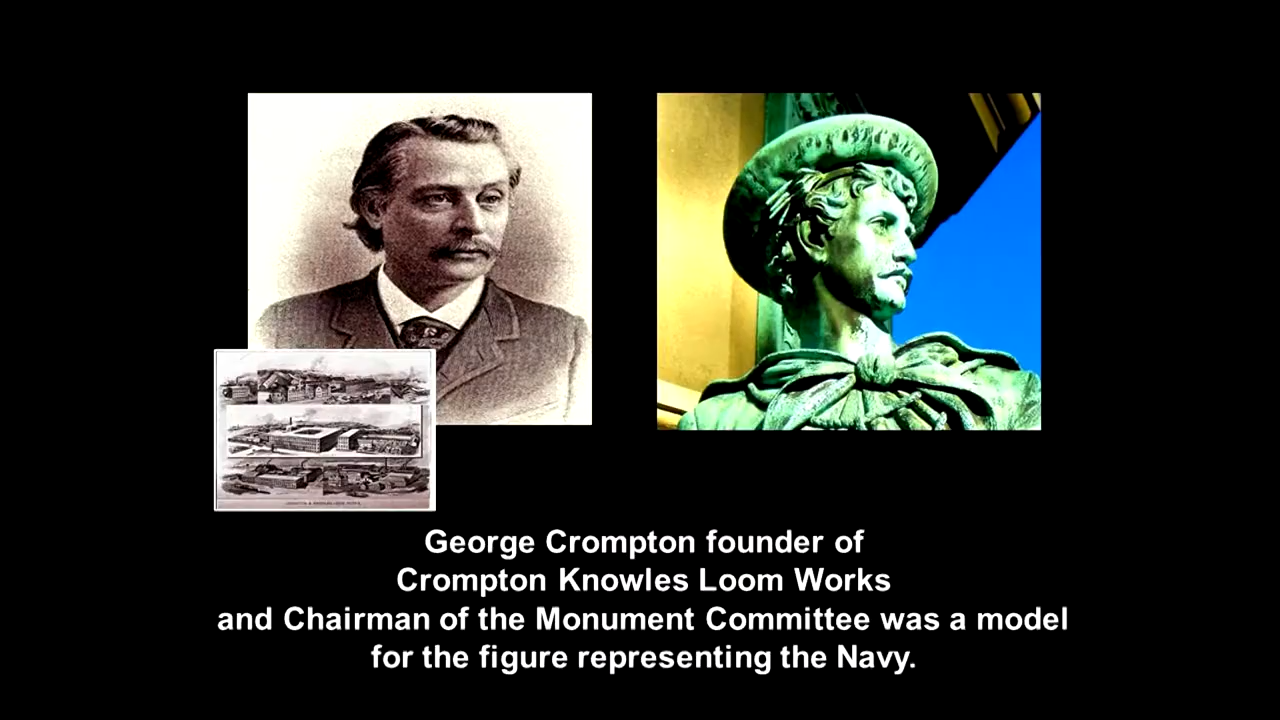 George Crompton founder of
Crompton Knowles Loom Works
and Chairman of the Monument Committee was a model
for the figure representing the Navy.